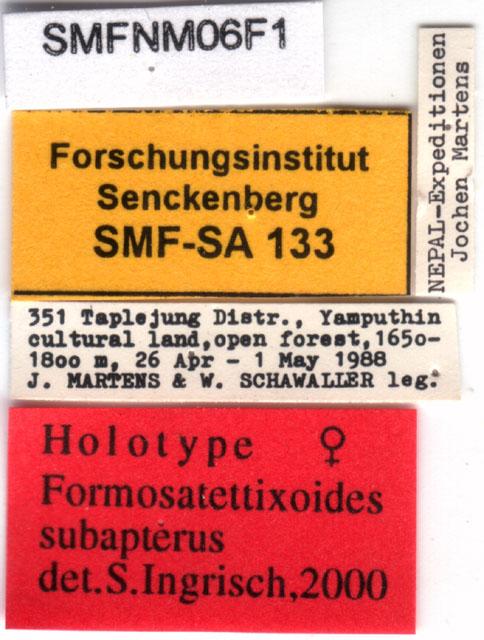 SMFNM06F1
NEPAL-Expeditionen
Jochen Martens
Forschungsinstitut
Senckenberg
SMF-SA 133
351 Taplejung Distr., Yamputhin
cultural land,open forest,165o-
18oo m, 26 Apr - 1 May 1988
J. MARTENS & W. SCHAWALLER leg.
Holotype ♀
Formosatettixoides
subapterus
det.S.Ingrisch,2000